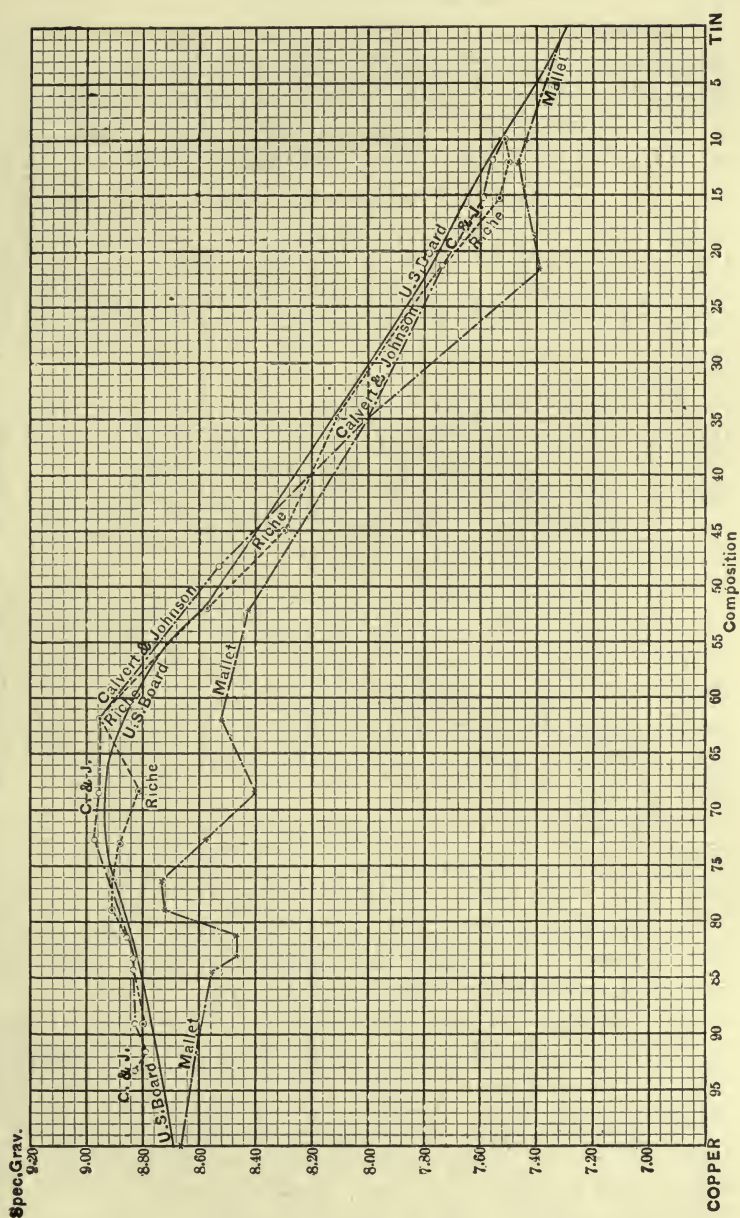 Spec.Grav.
9.20
9.00
8.80
8.60
8.40
8.20
8.00
7.80
7.60
7.40
7.20
7.00
COPPER
95
90
85
80
75
70
65
60
55
50
45
40
35
30
25
20
15
10
5
TIN
Composition
C. & J.
U.S.Board
Mallet
C. & J.
Riche
Calvert & Johnson
Riche
U.S.Board
Mallet
Riche
Calvert & Johnson
U.S.Board
C. & J.
Riche
Mallet